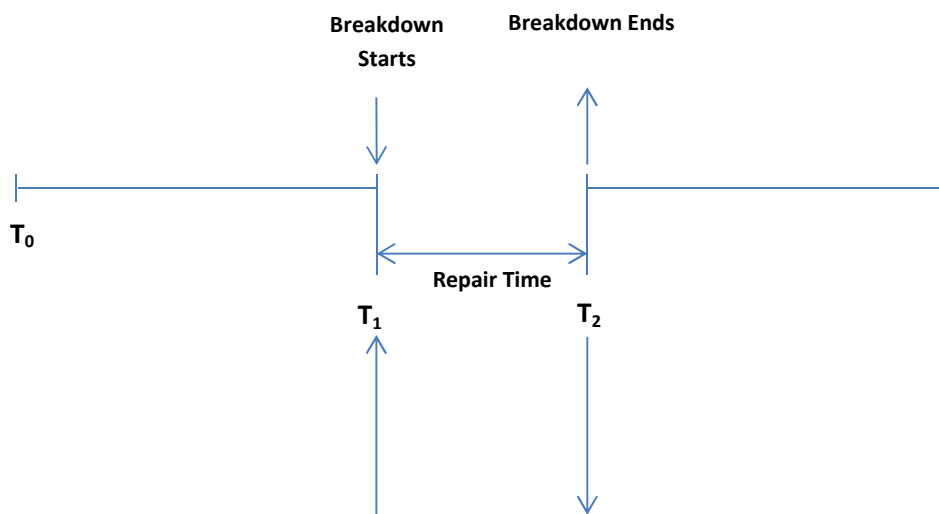 Breakdown
Starts
Breakdown Ends
T₀
Repair Time
T₁
T₂